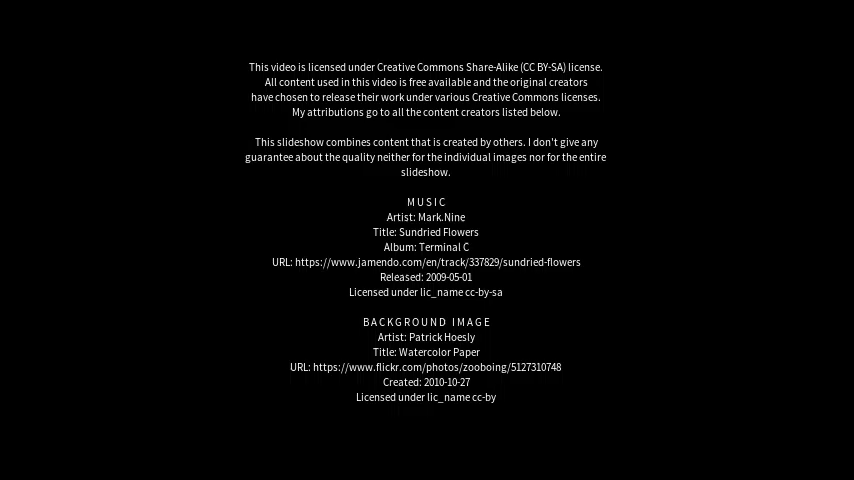 This video is licensed under Creative Commons Share-Alike (CC BY-SA) license.
All content used in this video is free available and the original creators
have chosen to release their work under various Creative Commons licenses.
My attributions go to all the content creators listed below.
This slideshow combines content that is created by others. I don't give any
guarantee about the quality neither for the individual images nor for the entire
slideshow.
MUSIC
Artist: Mark.Nine
Title: Sundried Flowers
Album: Terminal C
URL: https://www.jamendo.com/en/track/337829/sundried-flowers
Released: 2009-05-01
Licensed under lic_name cc-by-sa
BACKGROUND IMAGE
Artist: Patrick Hoesly
Title: Watercolor Paper
URL: https://www.flickr.com/photos/zooboing/5127310748
Created: 2010-10-27
Licensed under lic_name cc-by